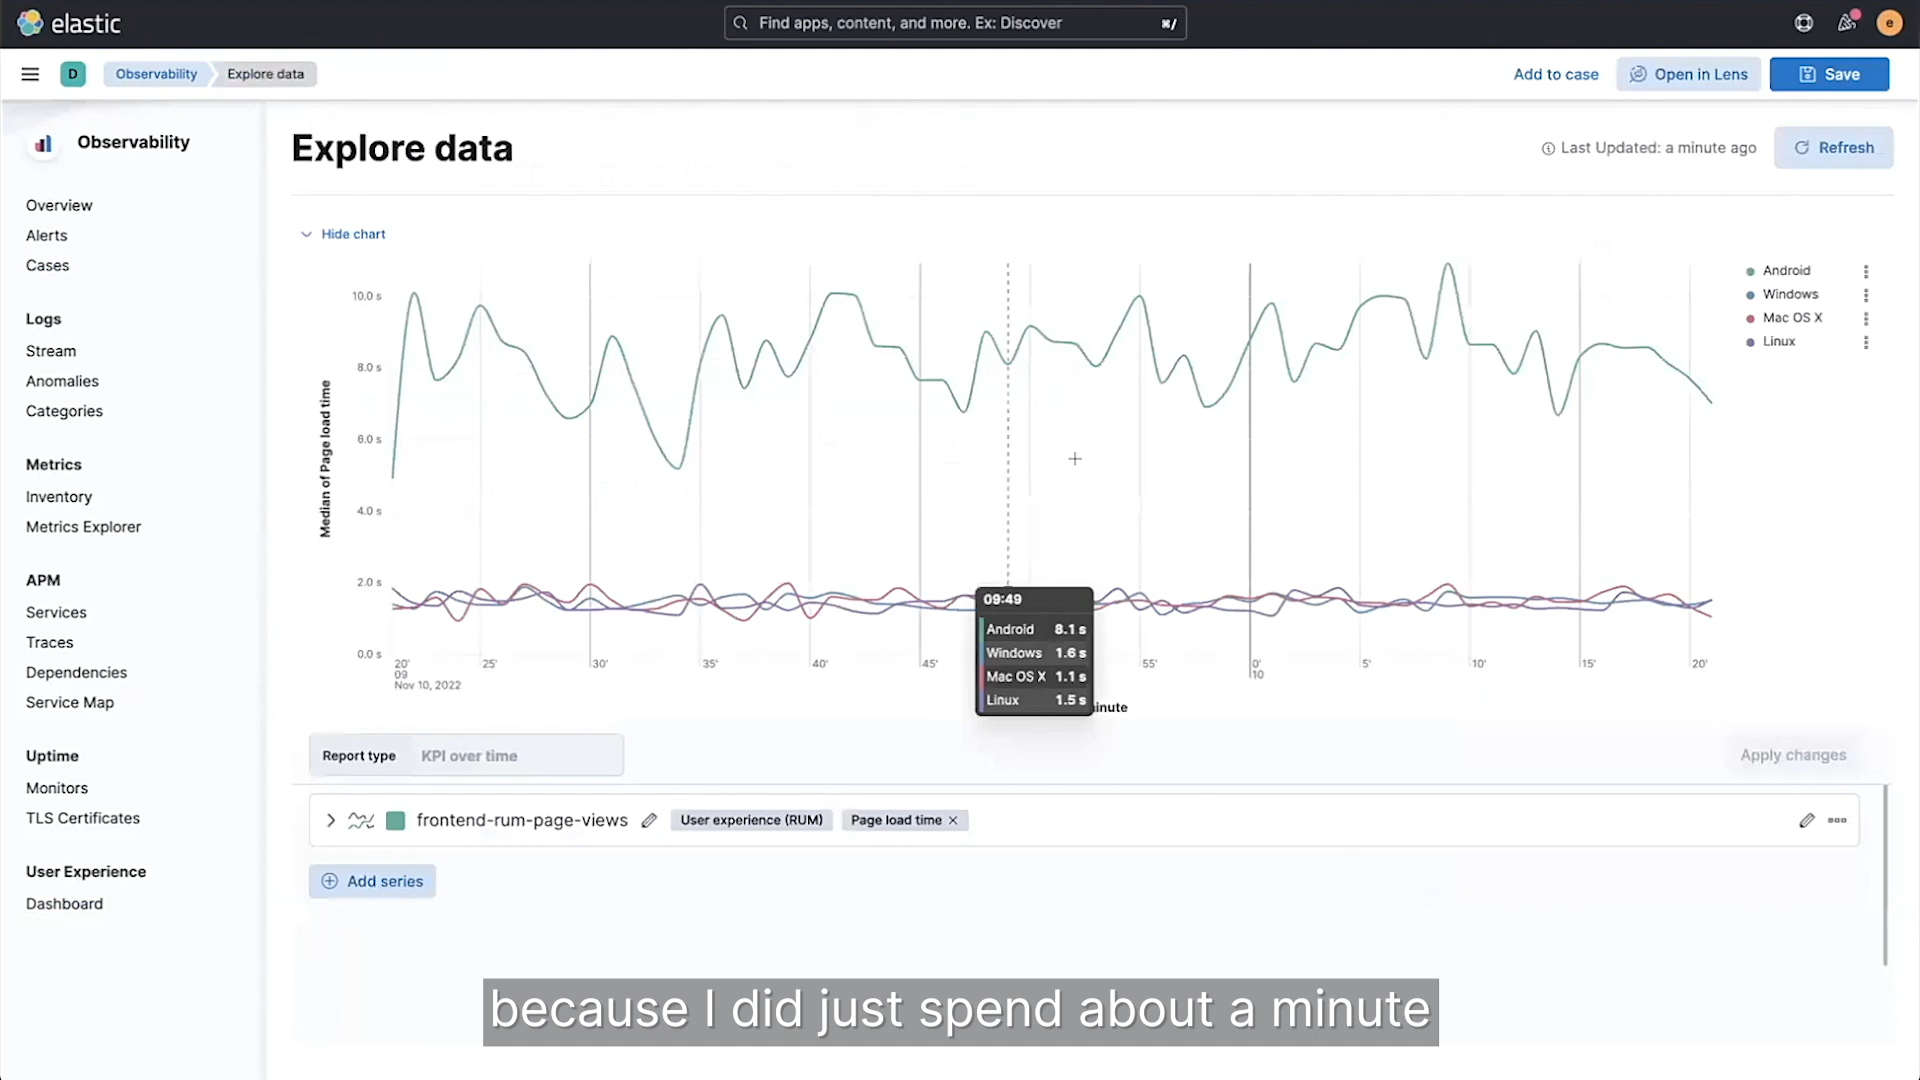 elastic
Find apps, content, and more. Ex: Discover
⌘/
e
D
Observability
Explore data
Add to case
Open in Lens
Save
Observability
Overview
Alerts
Cases
Logs
Stream
Anomalies
Categories
Metrics
Inventory
Metrics Explorer
APM
Services
Traces
Dependencies
Service Map
Uptime
Monitors
TLS Certificates
User Experience
Dashboard
Explore data
Last Updated: a minute ago
Refresh
Hide chart
Median of Page load time
10.0 s
8.0 s
6.0 s
4.0 s
2.0 s
0.0 s
20' 25' 30' 35' 40' 45' 55' 0' 5' 10' 15' 20'
09 10
Nov 10, 2022
Android
Windows
Mac OS X
Linux
09:49
Android 8.1 s
Windows 1.6 s
Mac OS X 1.1 s
Linux 1.5 s
inute
Report type KPI over time
Apply changes
frontend-rum-page-views User experience (RUM) Page load time
Add series
because I did just spend about a minute